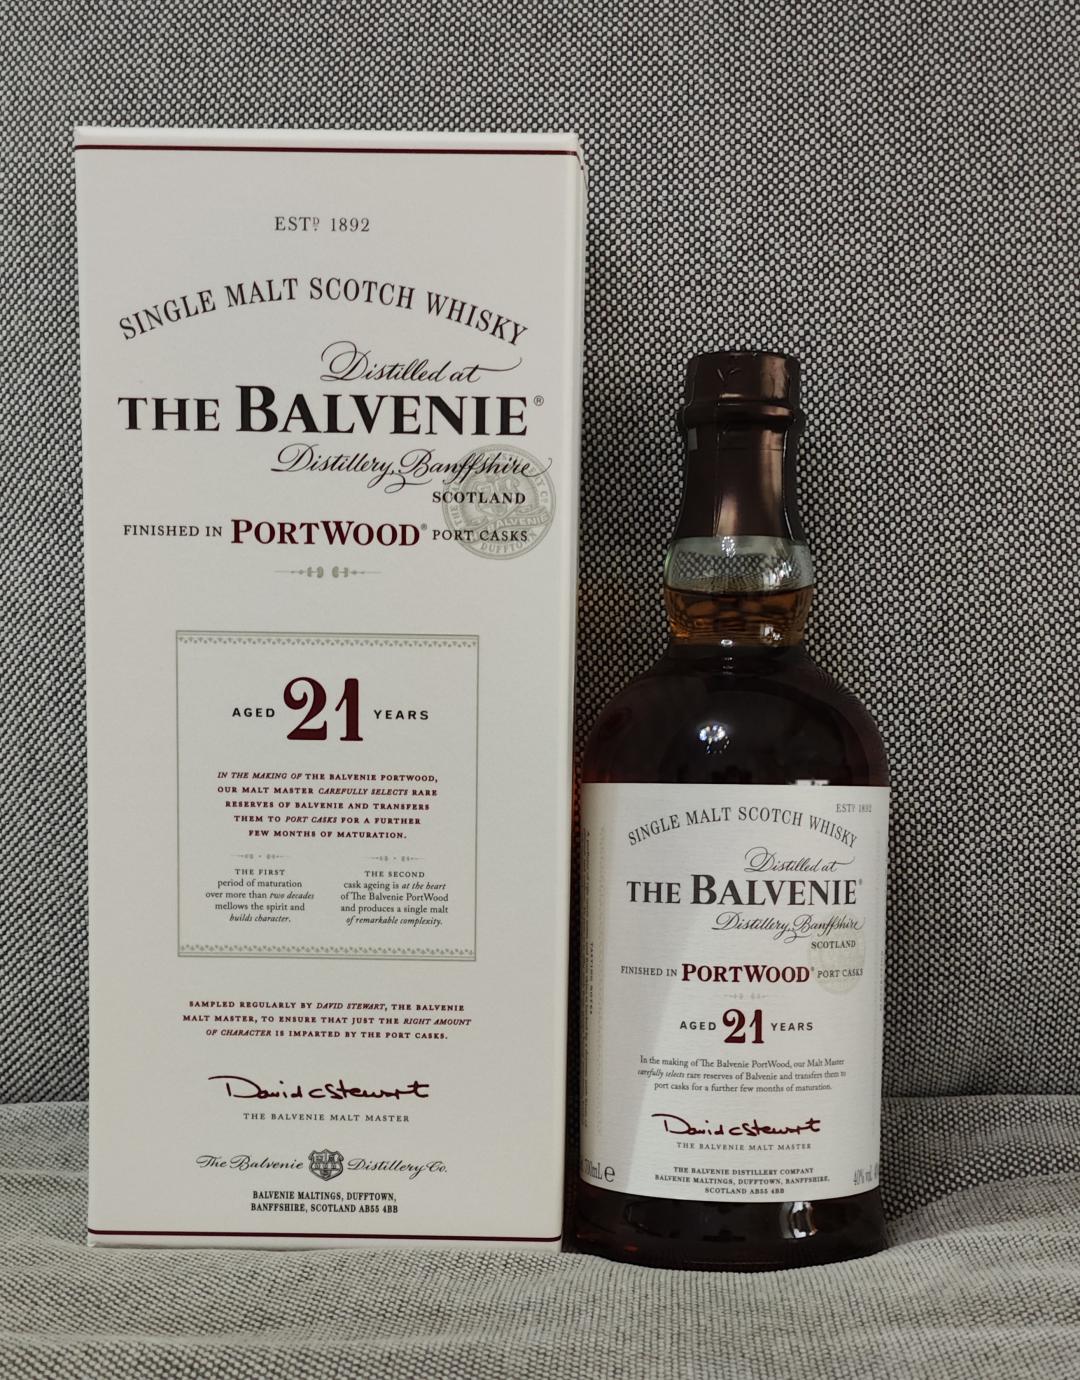 ESTD 1892
SINGLE MALT SCOTCH WHISKY
Distilled at
THE BALVENIE®
Distillery, Banffshire
SCOTLAND
FINISHED IN PORTWOOD® PORT CASKS
AGED 21 YEARS
IN THE MAKING OF THE BALVENIE PORTWOOD,
OUR MALT MASTER CAREFULLY SELECTS RARE
RESERVES OF BALVENIE AND TRANSFERS
THEM TO PORT CASKS FOR A FURTHER
FEW MONTHS OF MATURATION.
THE FIRST
period of maturation
over more than two decades
mellows the spirit and
builds character.
THE SECOND
cask ageing is at the heart
of The Balvenie PortWood
and produces a single malt
of remarkable complexity.
SAMPLED REGULARLY BY DAVID STEWART, THE BALVENIE
MALT MASTER, TO ENSURE THAT JUST THE RIGHT AMOUNT
OF CHARACTER IS IMPARTED BY THE PORT CASKS.
David C Stewart
THE BALVENIE MALT MASTER
The Balvenie Distillery Co.
BALVENIE MALTINGS, DUFFTOWN,
BANFFSHIRE, SCOTLAND AB55 4BB
ESTD 1892
SINGLE MALT SCOTCH WHISKY
Distilled at
THE BALVENIE®
Distillery, Banffshire
SCOTLAND
FINISHED IN PORTWOOD® PORT CASKS
AGED 21 YEARS
In the making of The Balvenie PortWood, our Malt Master
carefully selects rare reserves of Balvenie and transfers them to
port casks for a further few months of maturation.
David C Stewart
THE BALVENIE MALT MASTER
700mL e
THE BALVENIE DISTILLERY COMPANY
BALVENIE MALTINGS, DUFFTOWN, BANFFSHIRE,
SCOTLAND AB55 4BB
40% vol